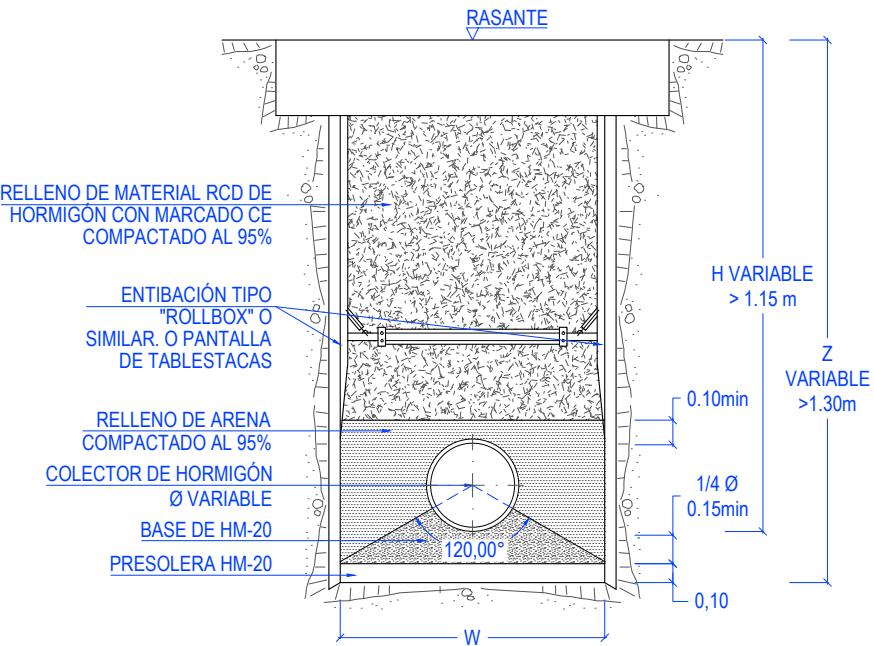 RASANTE
RELLENO DE MATERIAL RCD DE
HORMIGÓN CON MARCADO CE
COMPACTADO AL 95%
H VARIABLE
> 1.15 m
ENTIBACIÓN TIPO
"ROLLBOX" O
SIMILAR. O PANTALLA
DE TABLESTACAS
Z
VARIABLE
>1.30m
0.10min
RELLENO DE ARENA
COMPACTADO AL 95%
COLECTOR DE HORMIGÓN
Ø VARIABLE
1/4 Ø
0.15min
BASE DE HM-20
120,00°
PRESOLERA HM-20
0,10
W